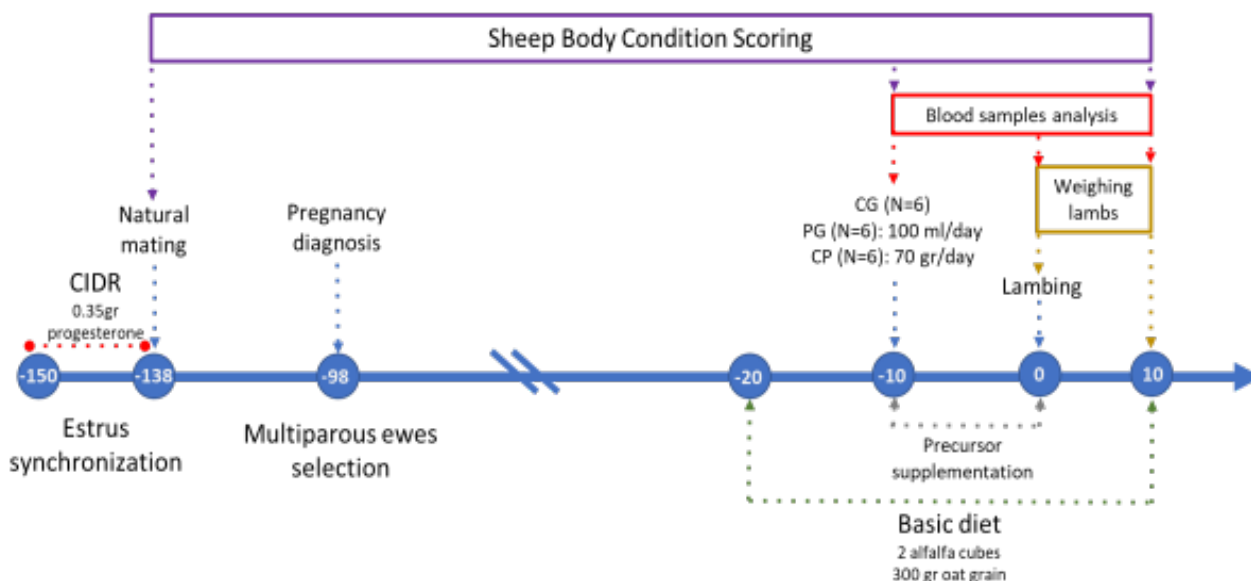 Sheep Body Condition Scoring
Blood samples analysis
Weighing
lambs
Natural
mating
Pregnancy
diagnosis
CG (N=6)
PG (N=6): 100 ml/day
CP (N=6): 70 gr/day
Lambing
CIDR
0.35gr
progesterone
-150
-138
-98
-20
-10
0
10
Estrus
synchronization
Multiparous ewes
selection
Precursor
supplementation
Basic diet
2 alfalfa cubes
300 gr oat grain